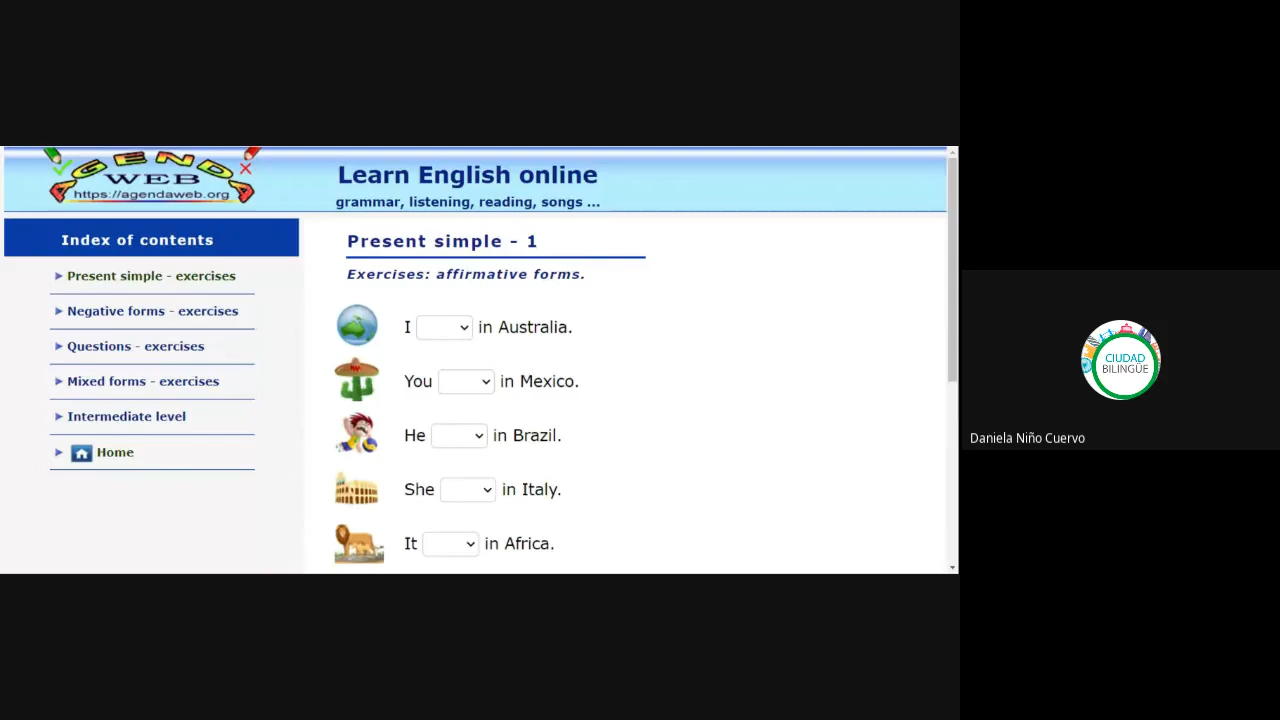 AGENDA
WEB
https://agendaweb.org
Learn English online
grammar, listening, reading, songs ...
Index of contents
Present simple - exercises
Negative forms - exercises
Questions - exercises
Mixed forms - exercises
Intermediate level
Home
Present simple - 1
Exercises: affirmative forms.
I in Australia.
You in Mexico.
He in Brazil.
She in Italy.
It in Africa.
CIUDAD
BILINGÜE
Daniela Niño Cuervo